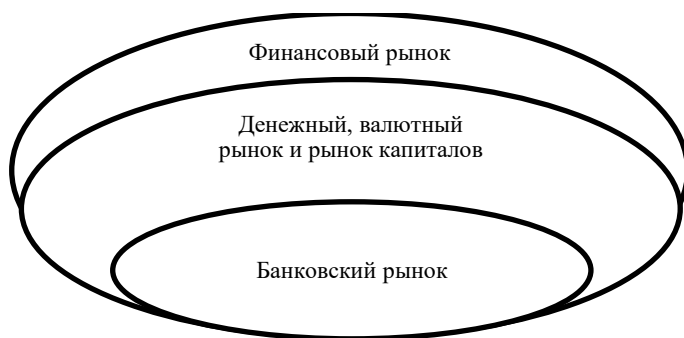 Финансовый рынок
Денежный, валютный
рынок и рынок капиталов
Банковский рынок